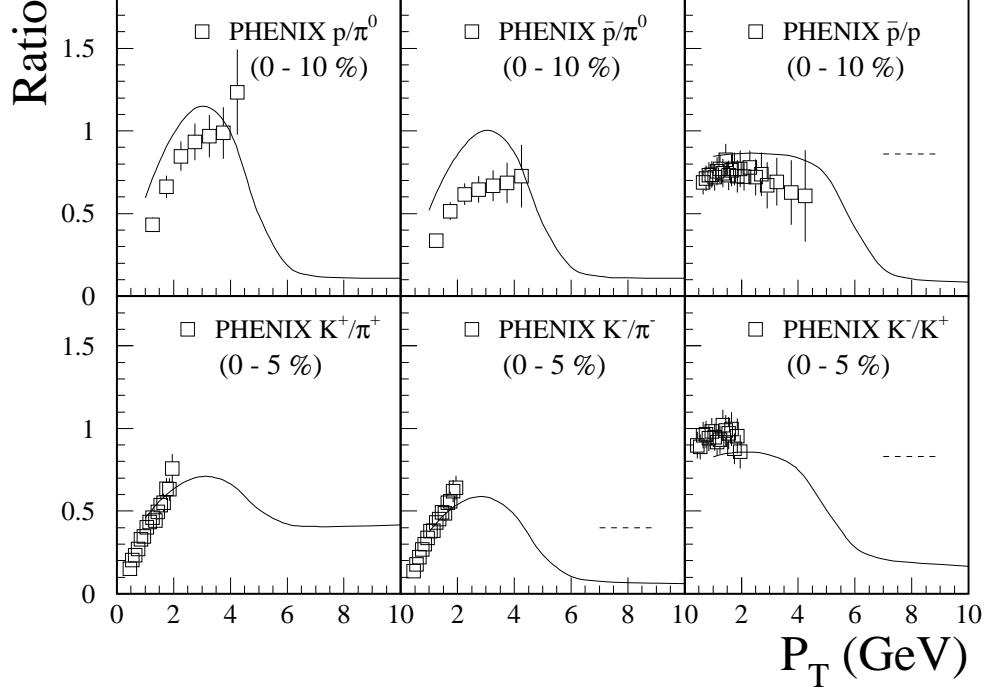 Ratio
PHENIX p/π⁰
(0 - 10 %)
PHENIX p̄/π⁰
(0 - 10 %)
PHENIX p̄/p
(0 - 10 %)
1.5
1
0.5
0
PHENIX K⁺/π⁺
(0 - 5 %)
PHENIX K⁻/π⁻
(0 - 5 %)
PHENIX K⁻/K⁺
(0 - 5 %)
1.5
1
0.5
0
0 2 4 6 8 10 2 4 6 8 10 2 4 6 8 10
P_T (GeV)